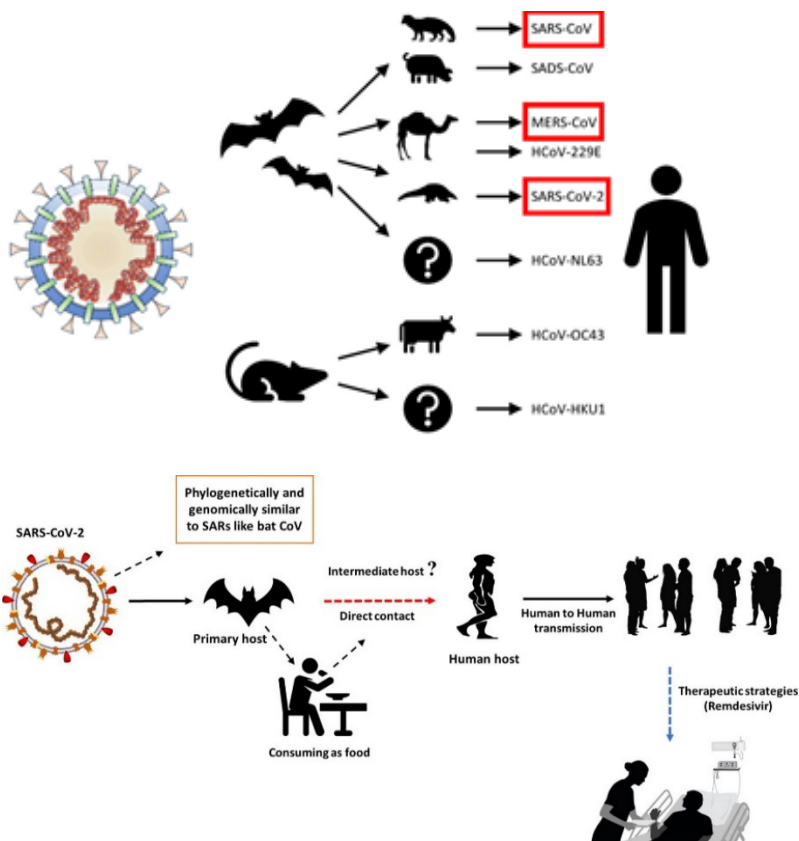 SARS-CoV
SADS-CoV
MERS-CoV
HCoV-229E
SARS-CoV-2
?
HCoV-NL63
HCoV-OC43
?
HCoV-HKU1
Phylogenetically and
genomically similar
to SARs like bat CoV
SARS-CoV-2
Intermediate host ?
Direct contact
Primary host
Human host
Human to Human
transmission
Consuming as food
Therapeutic strategies
(Remdesivir)